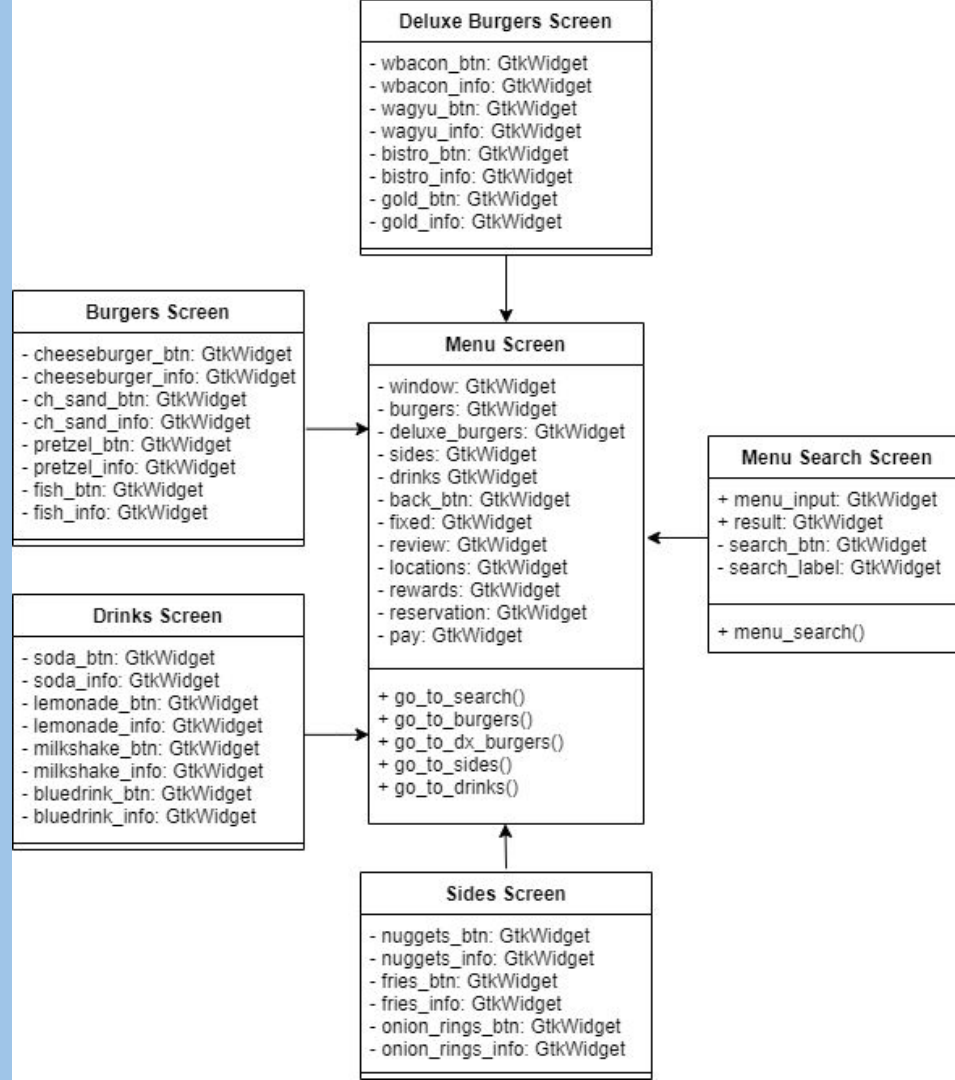 Deluxe Burgers Screen
- wbacon_btn: GtkWidget
- wbacon_info: GtkWidget
- wagyu_btn: GtkWidget
- wagyu_info: GtkWidget
- bistro_btn: GtkWidget
- bistro_info: GtkWidget
- gold_btn: GtkWidget
- gold_info: GtkWidget
Burgers Screen
- cheeseburger_btn: GtkWidget
- cheeseburger_info: GtkWidget
- ch_sand_btn: GtkWidget
- ch_sand_info: GtkWidget
- pretzel_btn: GtkWidget
- pretzel_info: GtkWidget
- fish_btn: GtkWidget
- fish_info: GtkWidget
Menu Screen
- window: GtkWidget
- burgers: GtkWidget
- deluxe_burgers: GtkWidget
- sides: GtkWidget
- drinks GtkWidget
- back_btn: GtkWidget
- fixed: GtkWidget
- review: GtkWidget
- locations: GtkWidget
- rewards: GtkWidget
- reservation: GtkWidget
- pay: GtkWidget
+ go_to_search()
+ go_to_burgers()
+ go_to_dx_burgers()
+ go_to_sides()
+ go_to_drinks()
Menu Search Screen
+ menu_input: GtkWidget
+ result: GtkWidget
- search_btn: GtkWidget
- search_label: GtkWidget
+ menu_search()
Drinks Screen
- soda_btn: GtkWidget
- soda_info: GtkWidget
- lemonade_btn: GtkWidget
- lemonade_info: GtkWidget
- milkshake_btn: GtkWidget
- milkshake_info: GtkWidget
- bluedrink_btn: GtkWidget
- bluedrink_info: GtkWidget
Sides Screen
- nuggets_btn: GtkWidget
- nuggets_info: GtkWidget
- fries_btn: GtkWidget
- fries_info: GtkWidget
- onion_rings_btn: GtkWidget
- onion_rings_info: GtkWidget